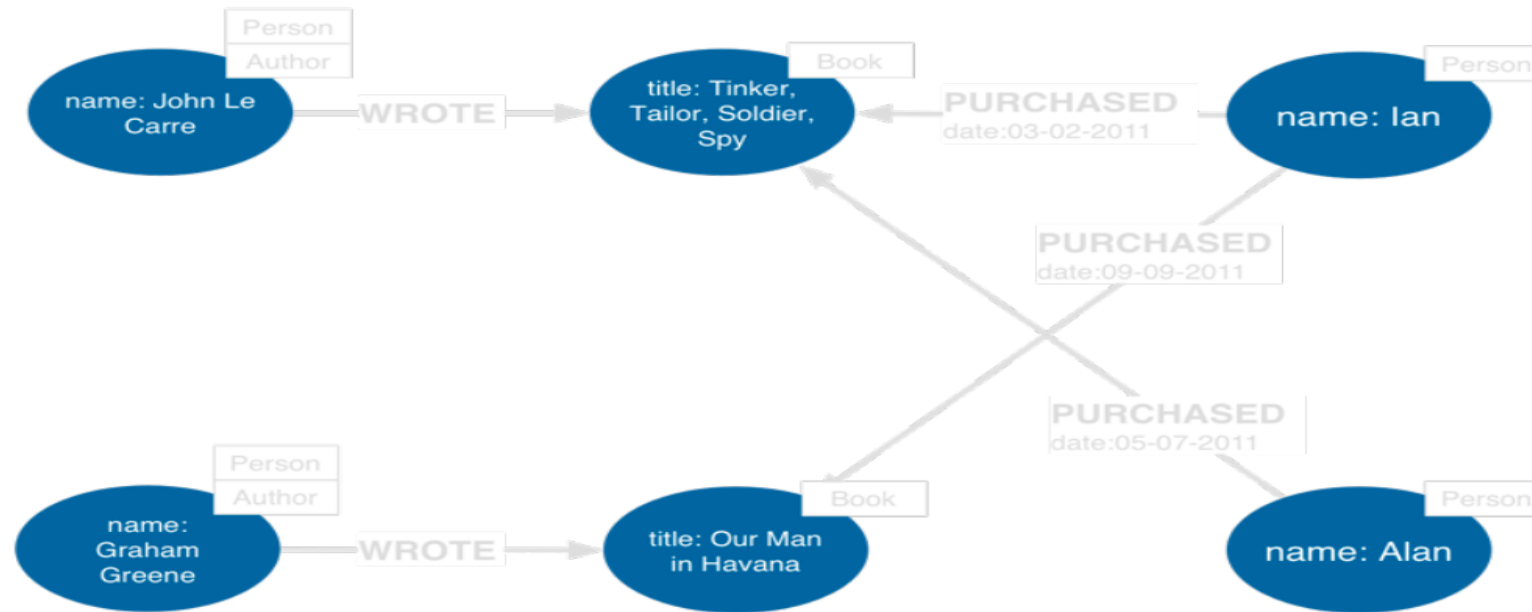 Person
Author
name: John Le
Carre
WROTE
Book
title: Tinker,
Tailor, Soldier,
Spy
PURCHASED
date:03-02-2011
Person
name: Ian
PURCHASED
date:09-09-2011
PURCHASED
date:05-07-2011
Person
Author
name:
Graham
Greene
WROTE
Book
title: Our Man
in Havana
Person
name: Alan